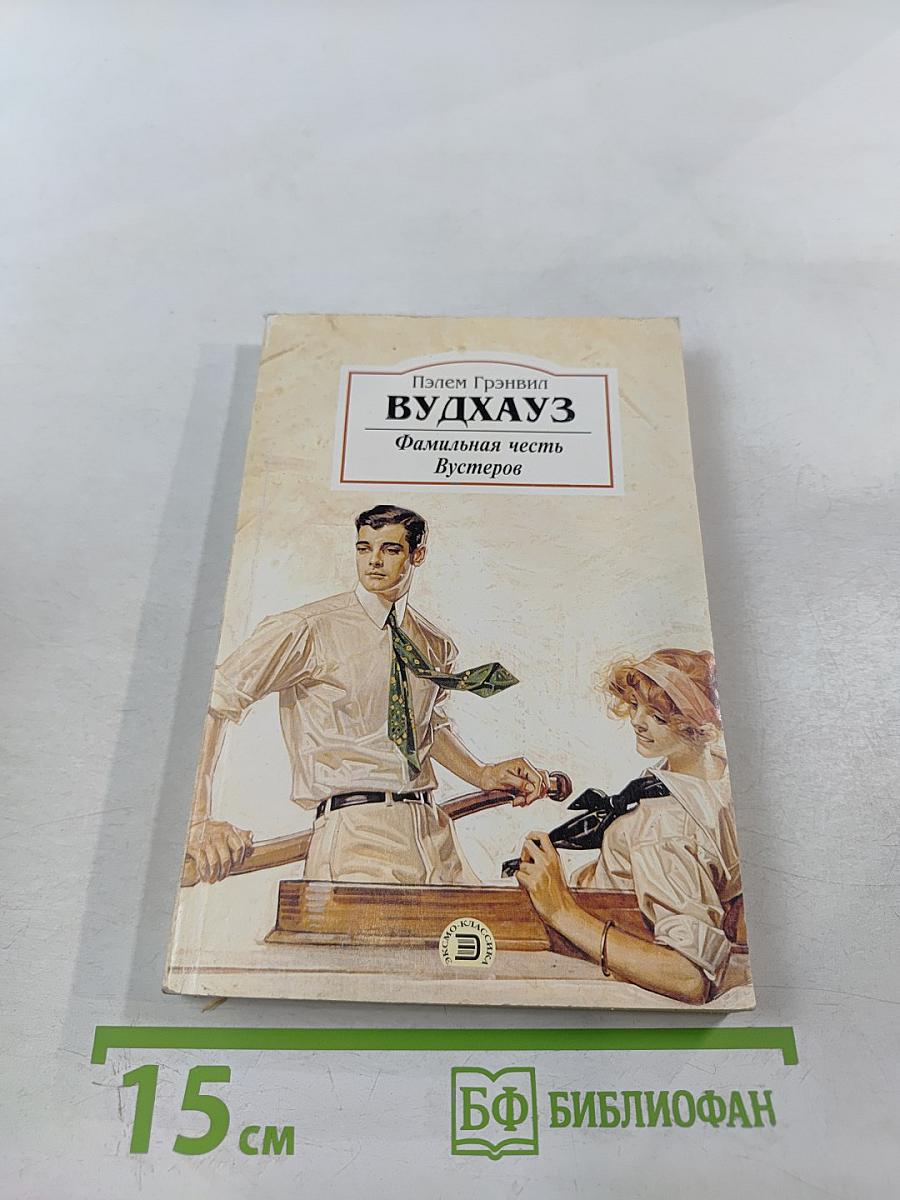 Пэлем Грэнвил
ВУДХАУЗ
Фамильная честь
Вустеров
ЭКСМО-КЛАССИКА
15 см
БФ БИБЛИОФАН